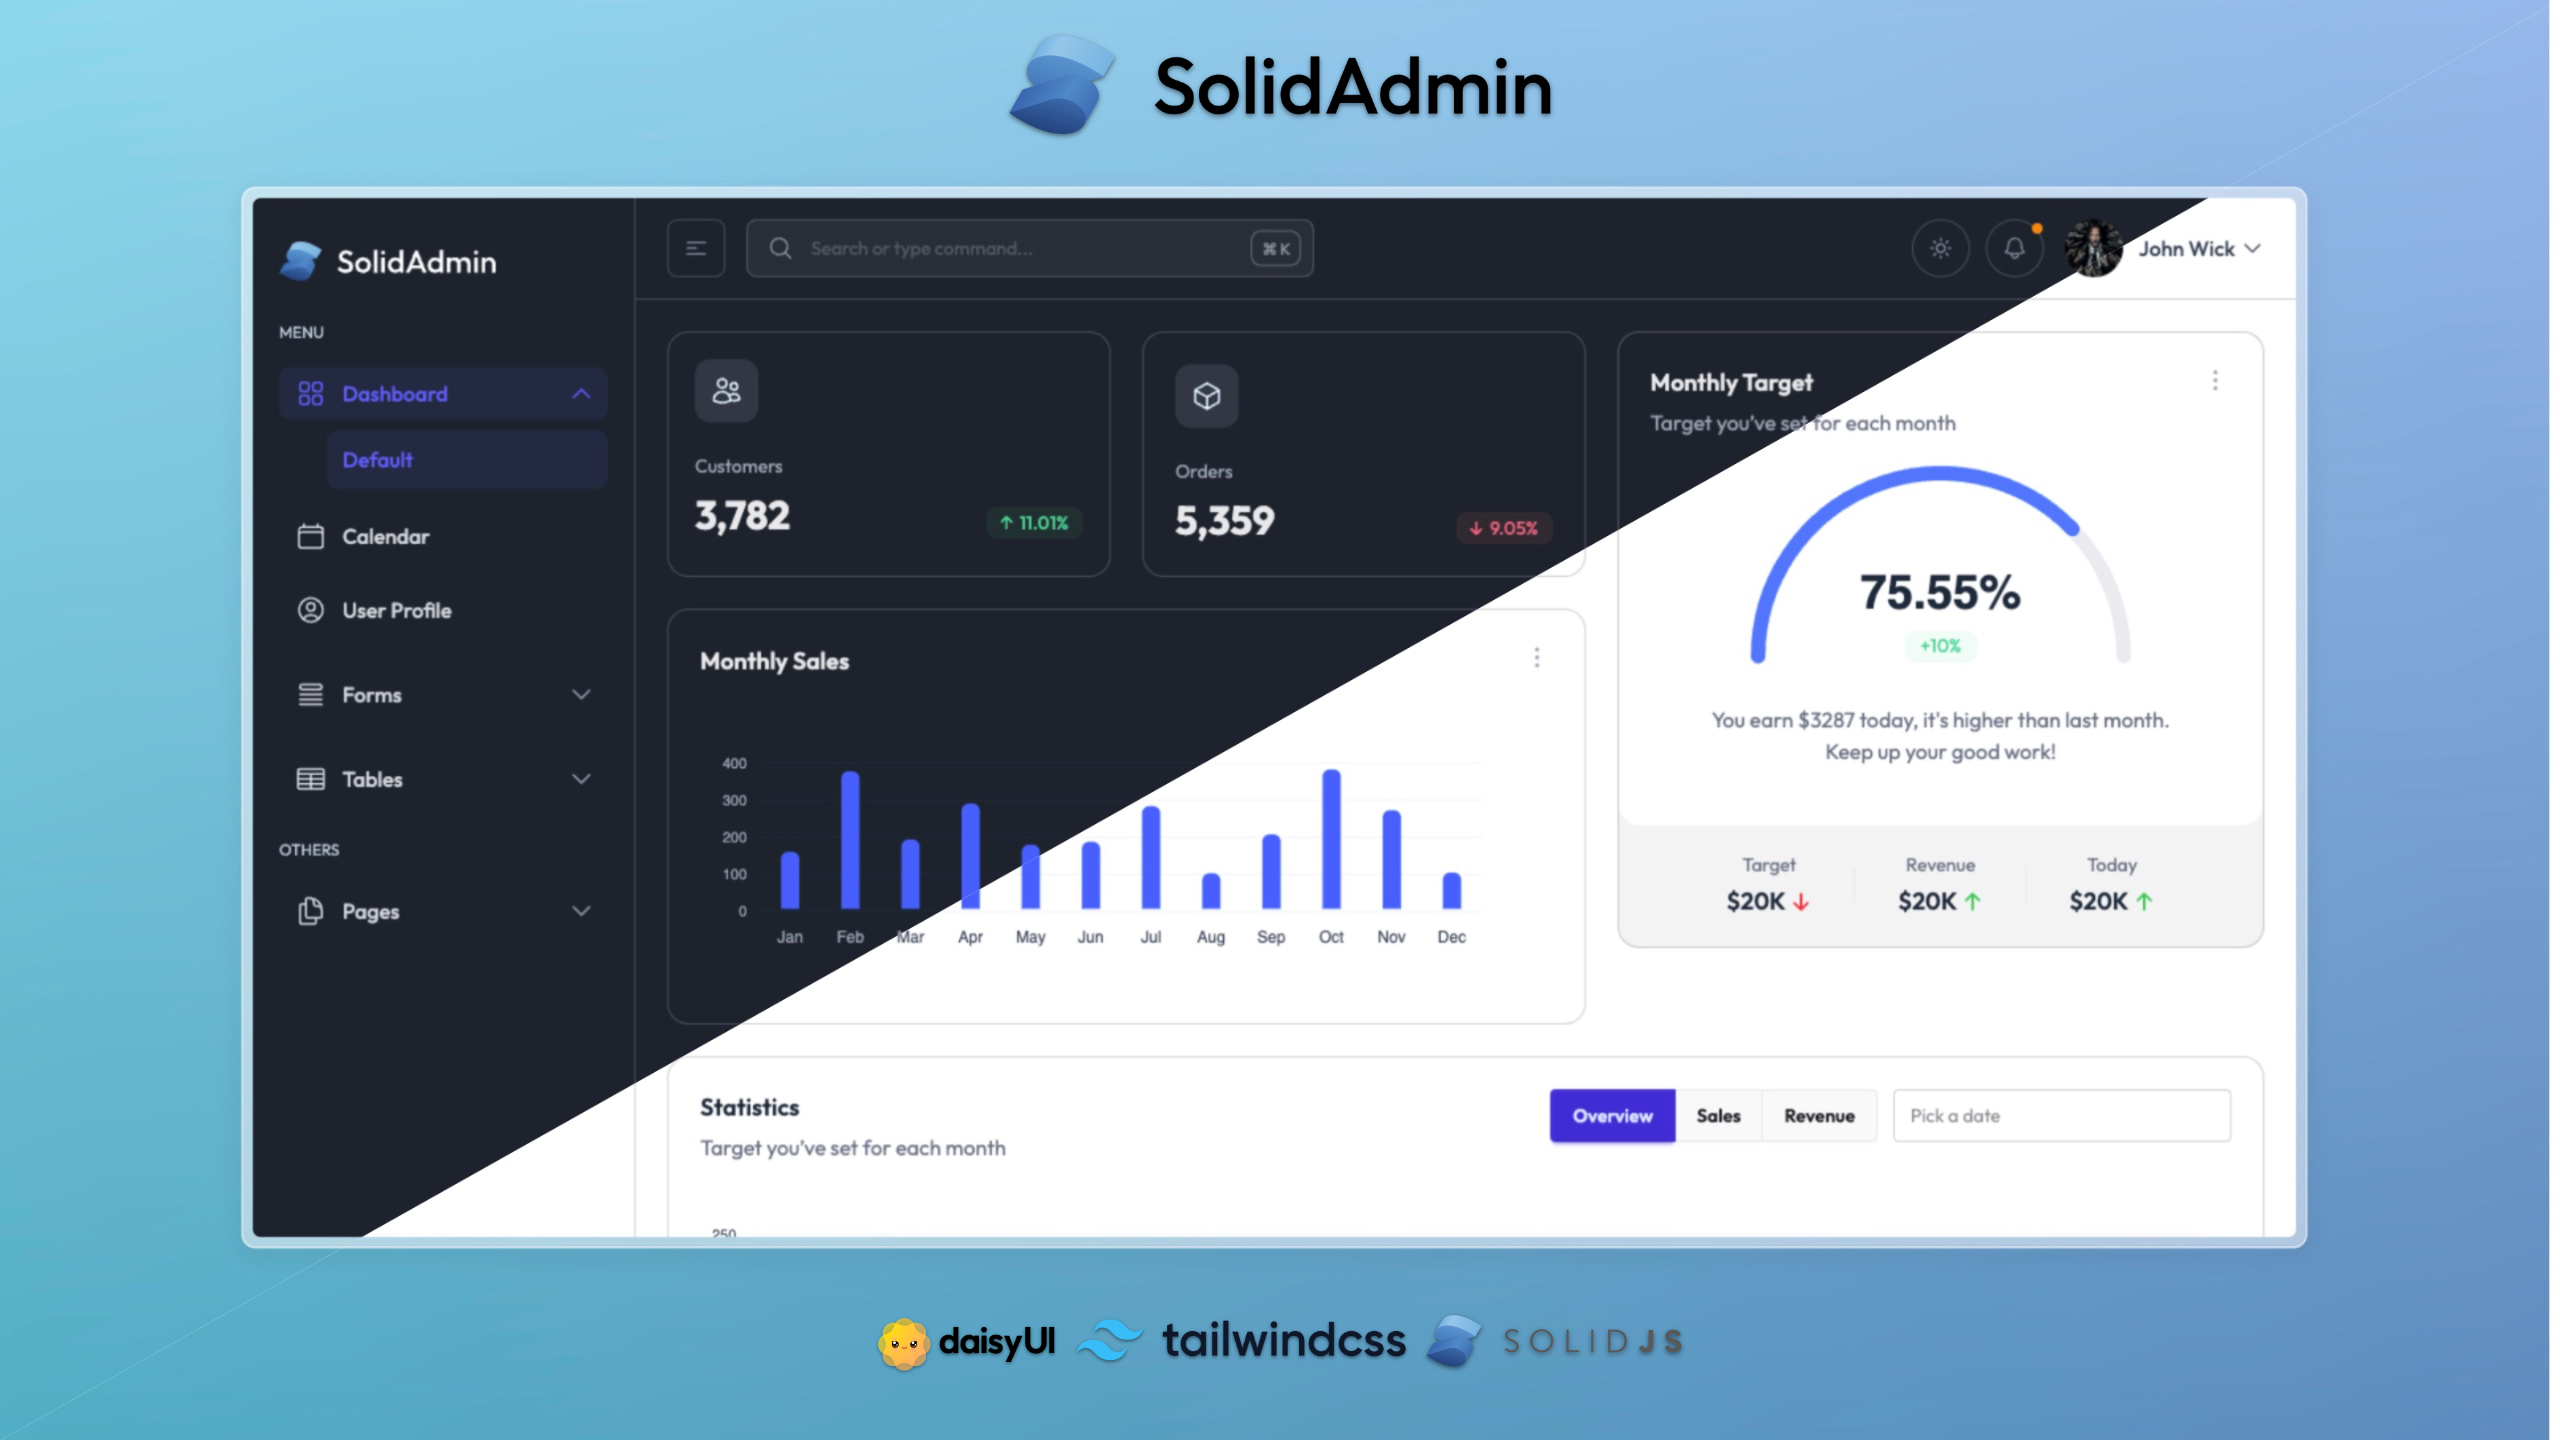 SolidAdmin
SolidAdmin
MENU
Dashboard
Default
Calendar
User Profile
Forms
Tables
OTHERS
Pages
Search or type command...
⌘ K
John Wick
Customers
3,782
↑ 11.01%
Orders
5,359
↓ 9.05%
Monthly Target
Target you've set for each month
75.55%
+10%
You earn $3287 today, it's higher than last month.
Keep up your good work!
Target
$20K ↓
Revenue
$20K ↑
Today
$20K ↑
Monthly Sales
400
300
200
100
0
Jan Feb Mar Apr May Jun Jul Aug Sep Oct Nov Dec
Statistics
Target you've set for each month
Overview Sales Revenue
Pick a date
250
daisyUI tailwindcss SOLIDJS